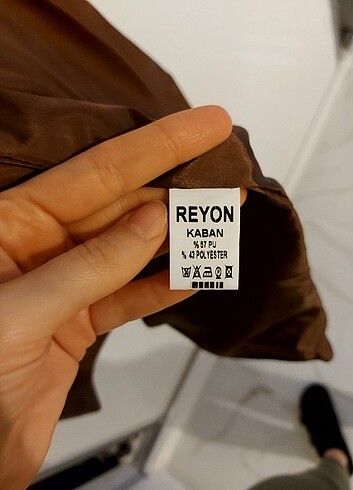 REYON
KABAN
% 57 PU
% 43 POLYESTER